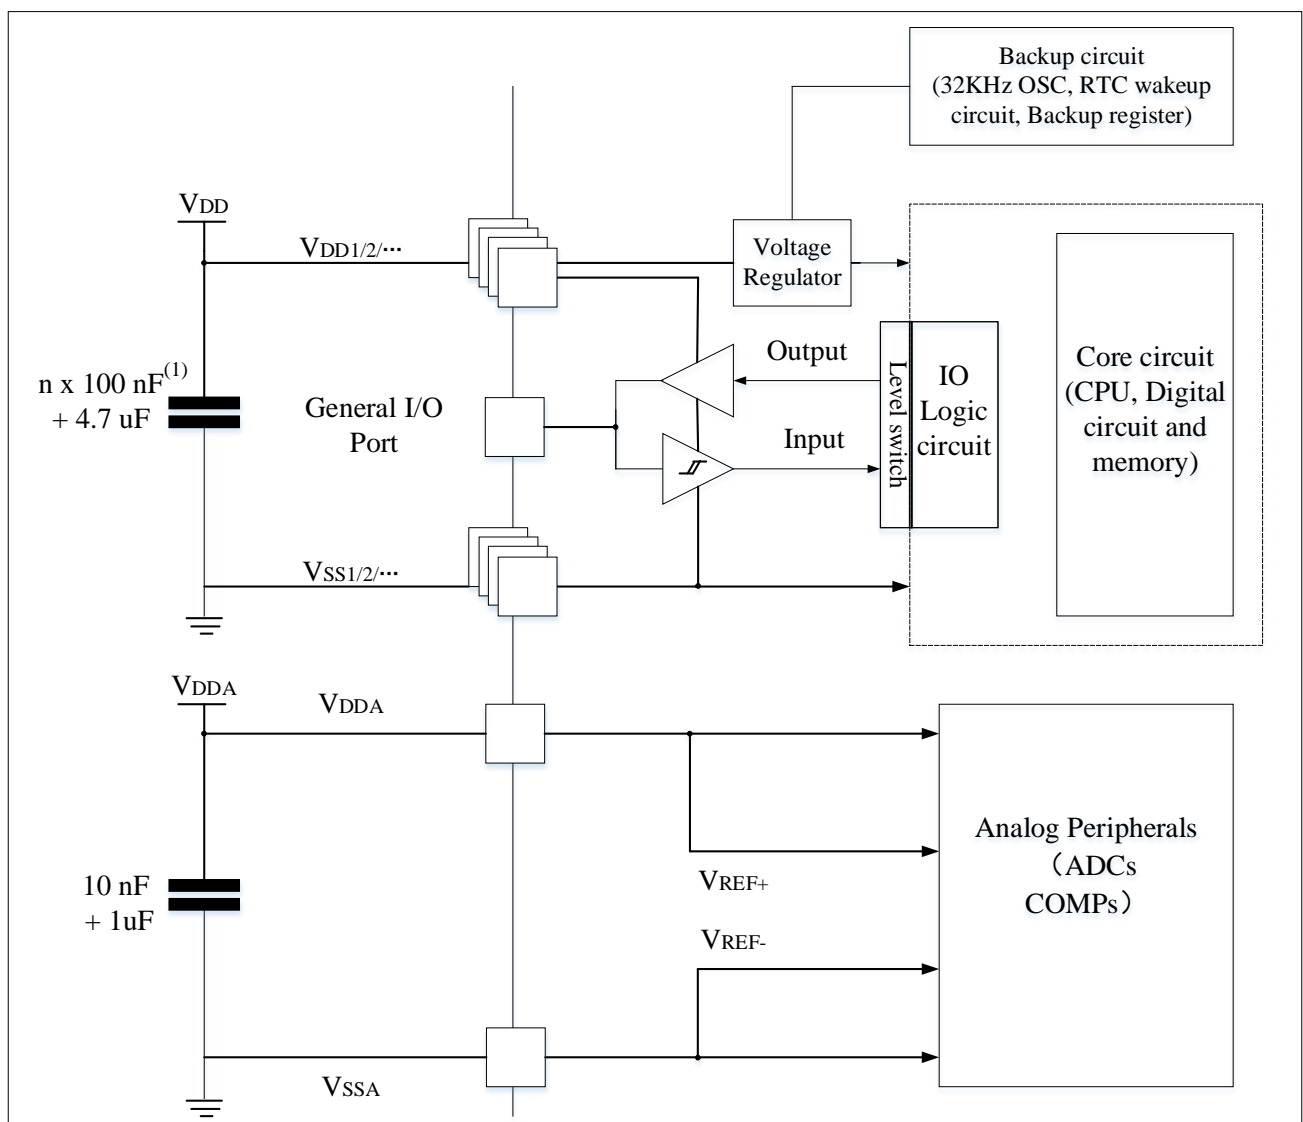 Backup circuit
(32KHz OSC, RTC wakeup
circuit, Backup register)
VDD
VDD1/2/···
Voltage
Regulator
n x 100 nF(1)
+ 4.7 uF
General I/O
Port
Output
Input
Level switch
IO
Logic
circuit
Core circuit
(CPU, Digital
circuit and
memory)
VSS1/2/···
VDDA
VDDA
10 nF
+ 1uF
VREF+
VREF-
Analog Peripherals
（ADCs
COMPs）
VSSA